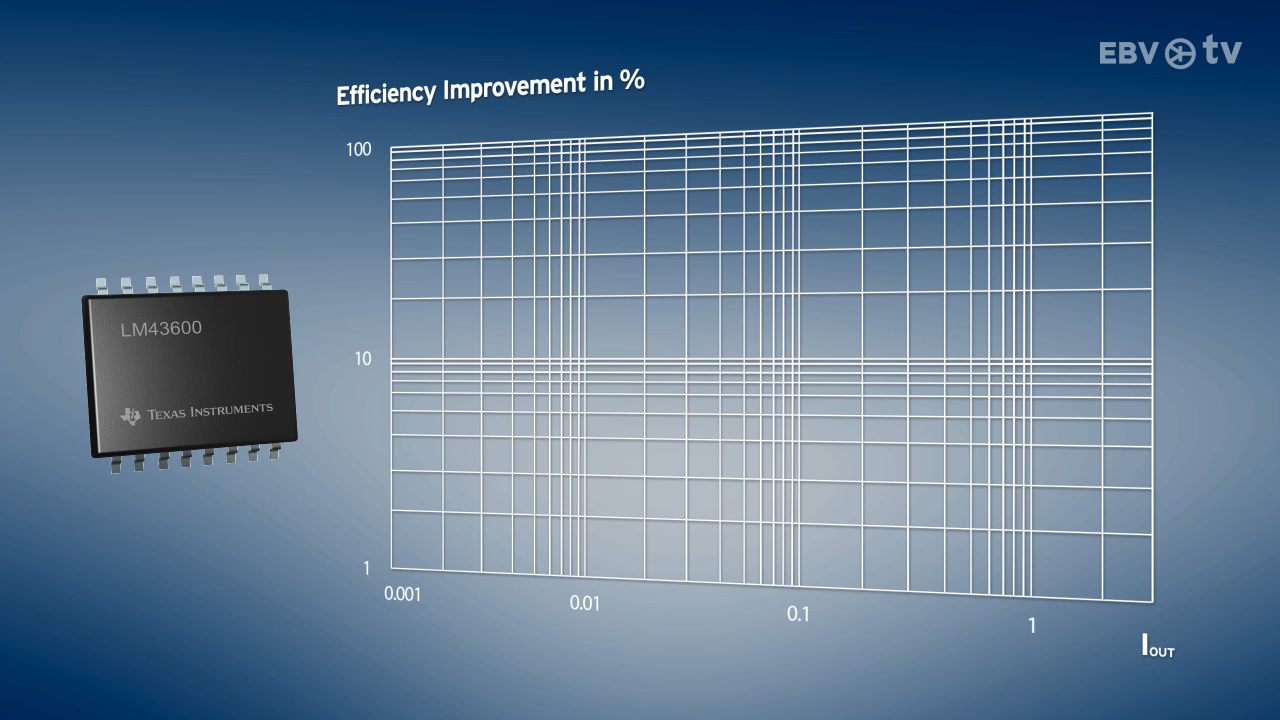 EBV tv
Efficiency Improvement in %
100
LM43600
10
TEXAS INSTRUMENTS
1
0.001
0.01
0.1
1
IOUT